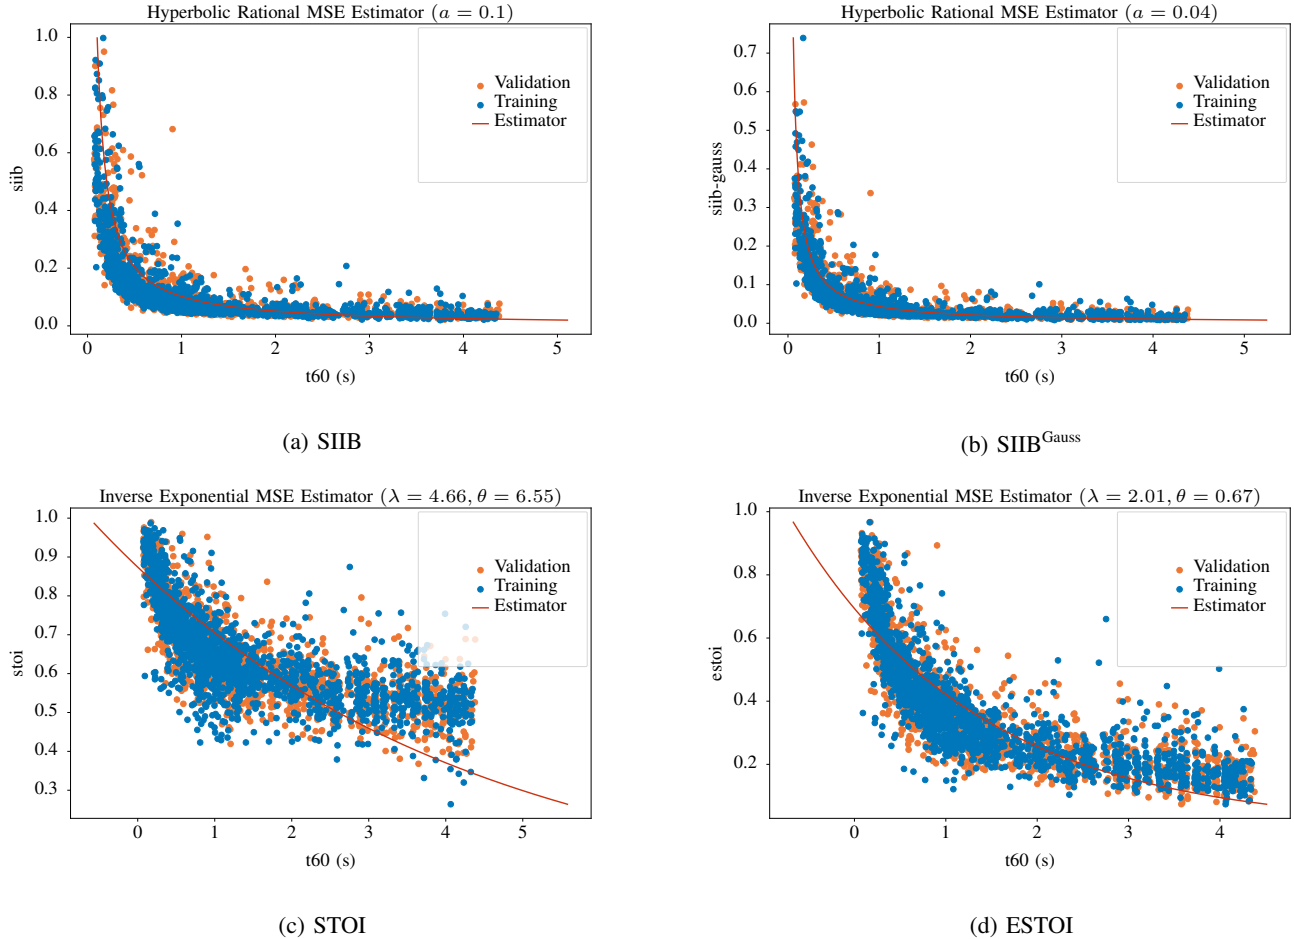 Hyperbolic Rational MSE Estimator (a = 0.1)
1.0
0.8
0.6
0.4
0.2
0.0
siib
Validation
Training
Estimator
0 1 2 3 4 5
t60 (s)
(a) SIIB
Hyperbolic Rational MSE Estimator (a = 0.04)
0.7
0.6
0.5
0.4
0.3
0.2
0.1
0.0
siib-gauss
Validation
Training
Estimator
0 1 2 3 4 5
t60 (s)
(b) SIIB^Gauss
Inverse Exponential MSE Estimator (λ = 4.66, θ = 6.55)
1.0
0.9
0.8
0.7
0.6
0.5
0.4
0.3
stoi
Validation
Training
Estimator
0 1 2 3 4 5
t60 (s)
(c) STOI
Inverse Exponential MSE Estimator (λ = 2.01, θ = 0.67)
1.0
0.8
0.6
0.4
0.2
estoi
Validation
Training
Estimator
0 1 2 3 4
t60 (s)
(d) ESTOI